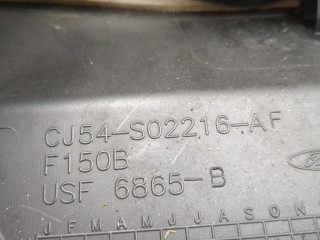 CJ54-S02216-AF
F150B
USF 6865-B
J F M A M J J A S O N